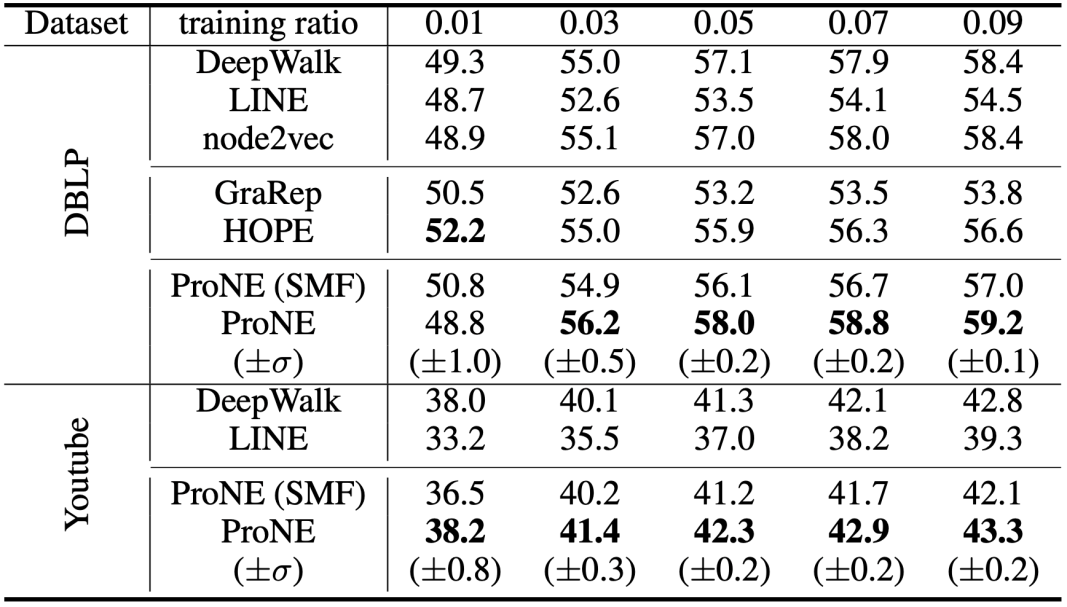 Dataset training ratio 0.01 0.03 0.05 0.07 0.09
DBLP
DeepWalk 49.3 55.0 57.1 57.9 58.4
LINE 48.7 52.6 53.5 54.1 54.5
node2vec 48.9 55.1 57.0 58.0 58.4
GraRep 50.5 52.6 53.2 53.5 53.8
HOPE 52.2 55.0 55.9 56.3 56.6
ProNE (SMF) 50.8 54.9 56.1 56.7 57.0
ProNE 48.8 56.2 58.0 58.8 59.2
(±σ) (±1.0) (±0.5) (±0.2) (±0.2) (±0.1)
Youtube
DeepWalk 38.0 40.1 41.3 42.1 42.8
LINE 33.2 35.5 37.0 38.2 39.3
ProNE (SMF) 36.5 40.2 41.2 41.7 42.1
ProNE 38.2 41.4 42.3 42.9 43.3
(±σ) (±0.8) (±0.3) (±0.2) (±0.2) (±0.2)